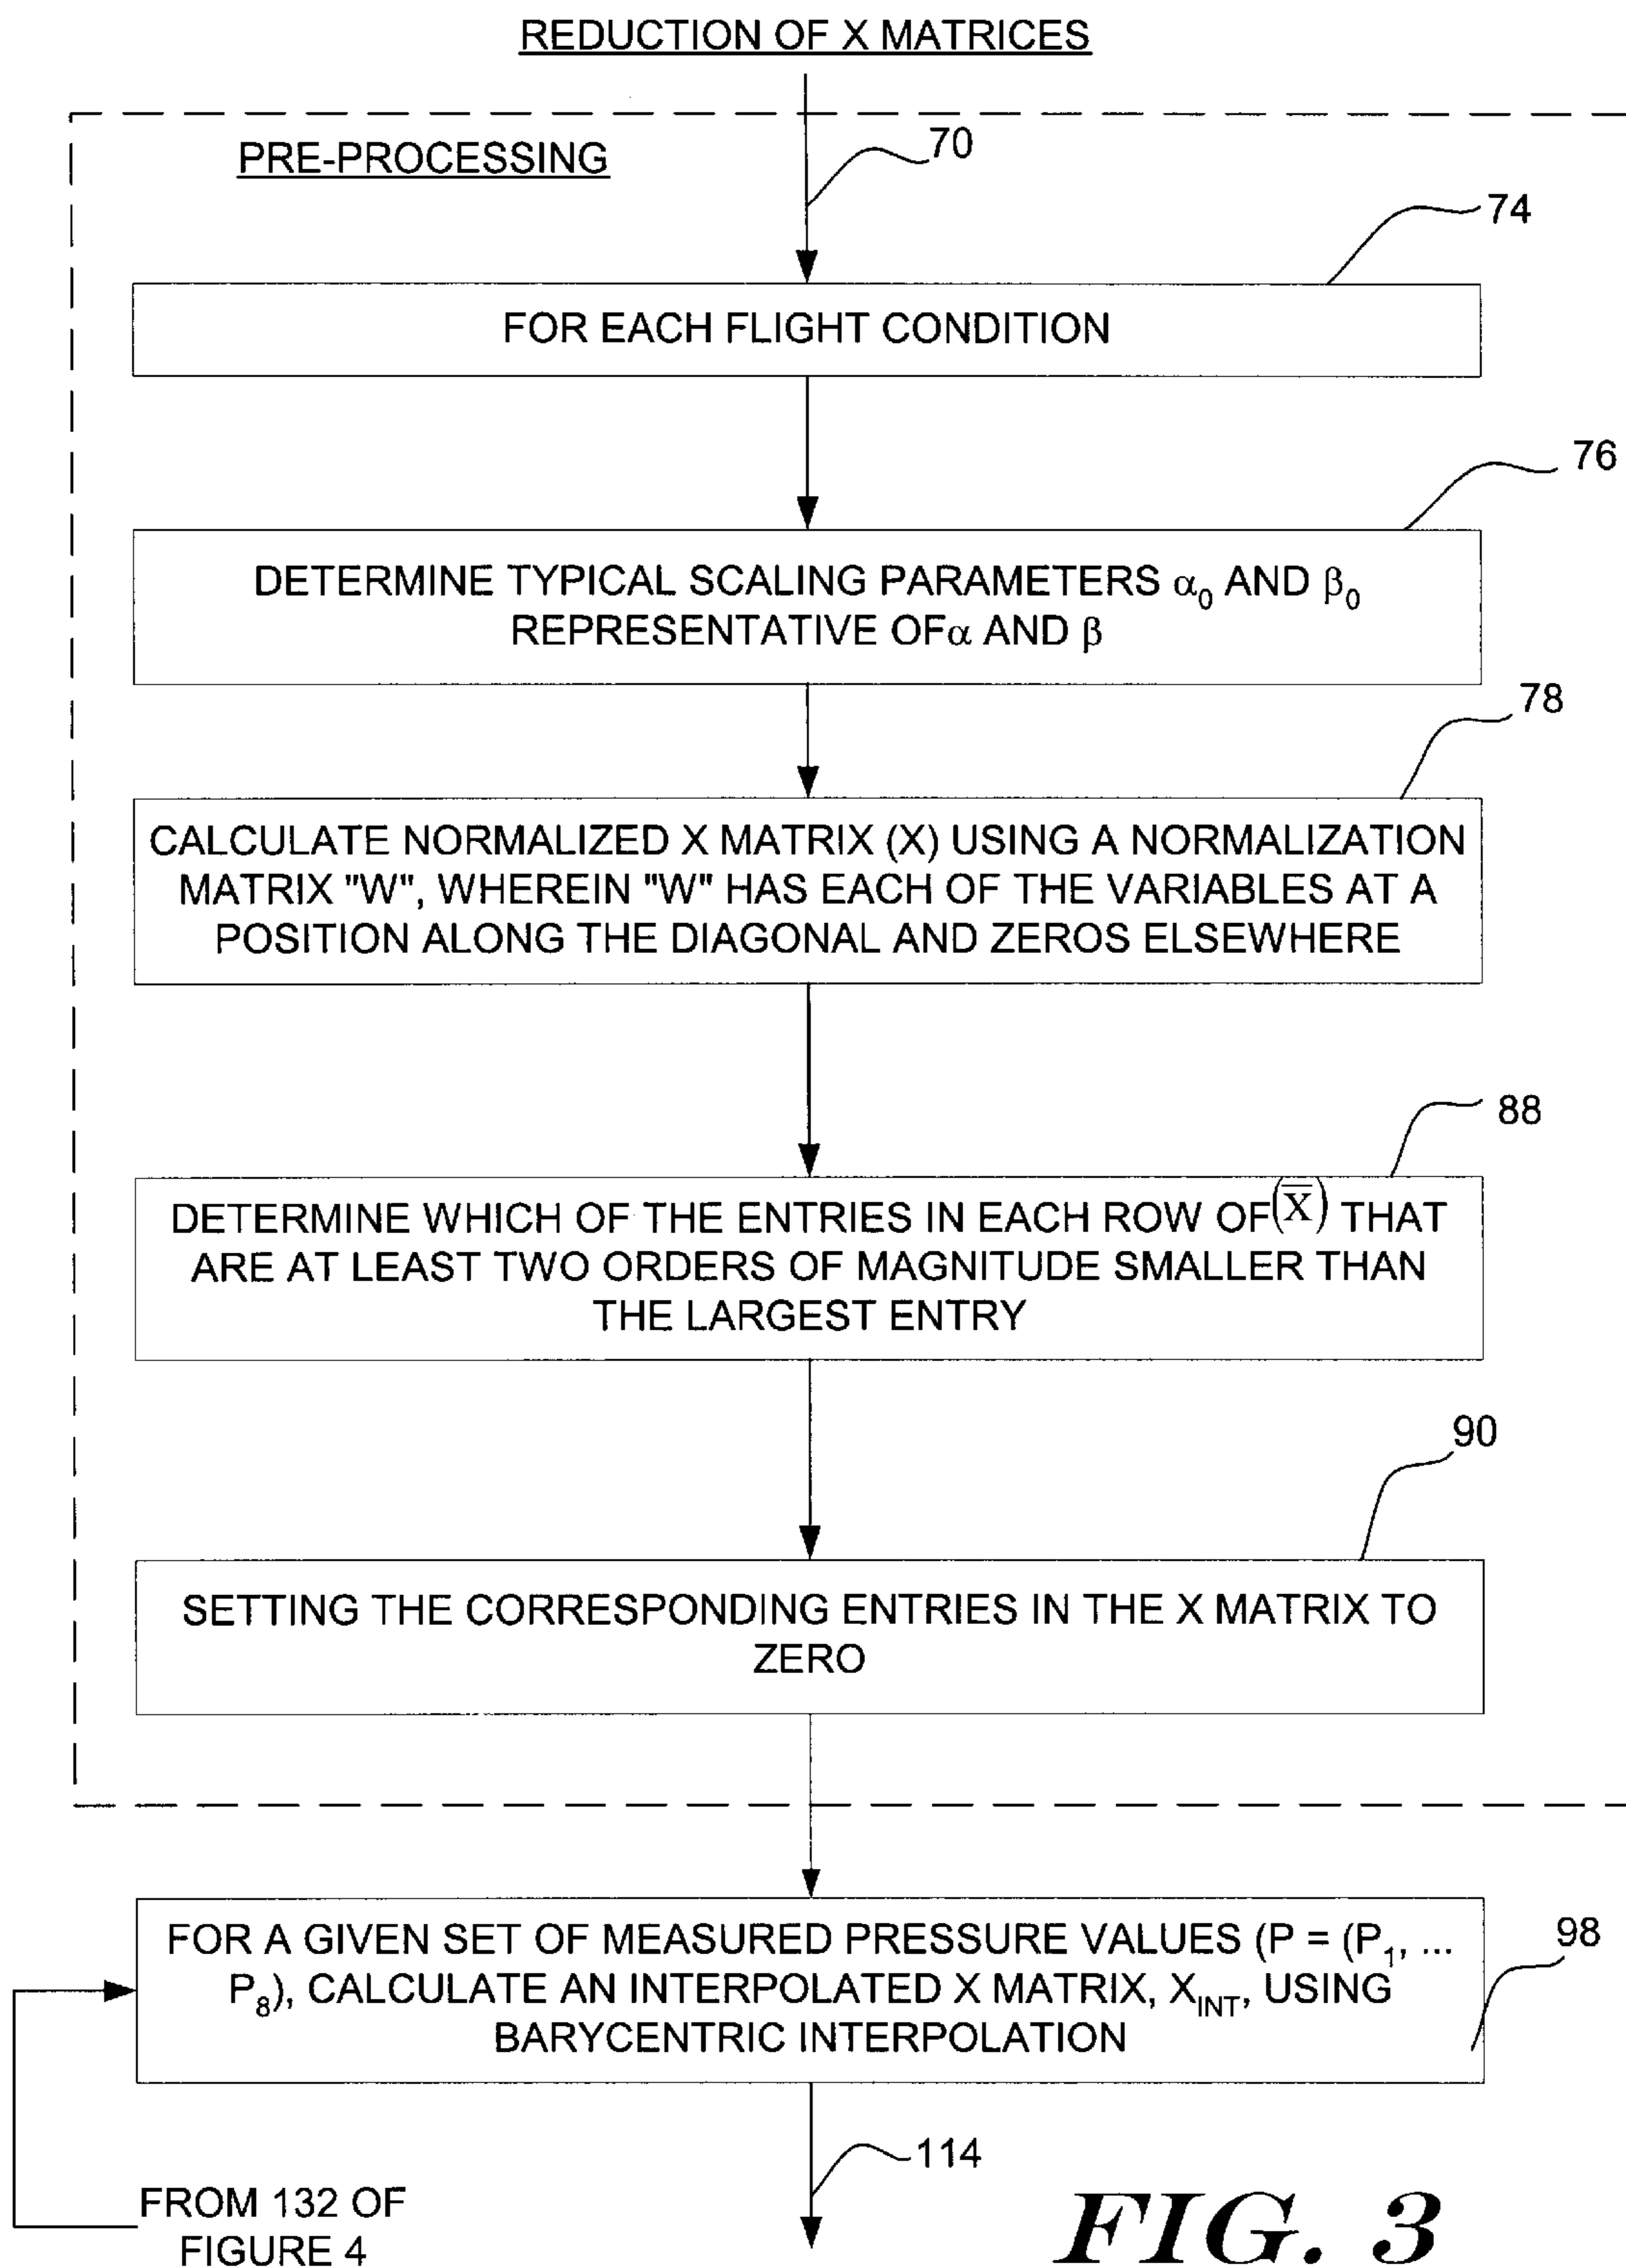 REDUCTION OF X MATRICES
PRE-PROCESSING
70
74
FOR EACH FLIGHT CONDITION
76
DETERMINE TYPICAL SCALING PARAMETERS α₀ AND β₀
REPRESENTATIVE OFα AND β
78
CALCULATE NORMALIZED X MATRIX (X) USING A NORMALIZATION
MATRIX "W", WHEREIN "W" HAS EACH OF THE VARIABLES AT A
POSITION ALONG THE DIAGONAL AND ZEROS ELSEWHERE
88
DETERMINE WHICH OF THE ENTRIES IN EACH ROW OF(X̅) THAT
ARE AT LEAST TWO ORDERS OF MAGNITUDE SMALLER THAN
THE LARGEST ENTRY
90
SETTING THE CORRESPONDING ENTRIES IN THE X MATRIX TO
ZERO
FOR A GIVEN SET OF MEASURED PRESSURE VALUES (P = (P₁, ...
P₈), CALCULATE AN INTERPOLATED X MATRIX, X_INT, USING
BARYCENTRIC INTERPOLATION
98
114
FROM 132 OF
FIGURE 4
FIG. 3